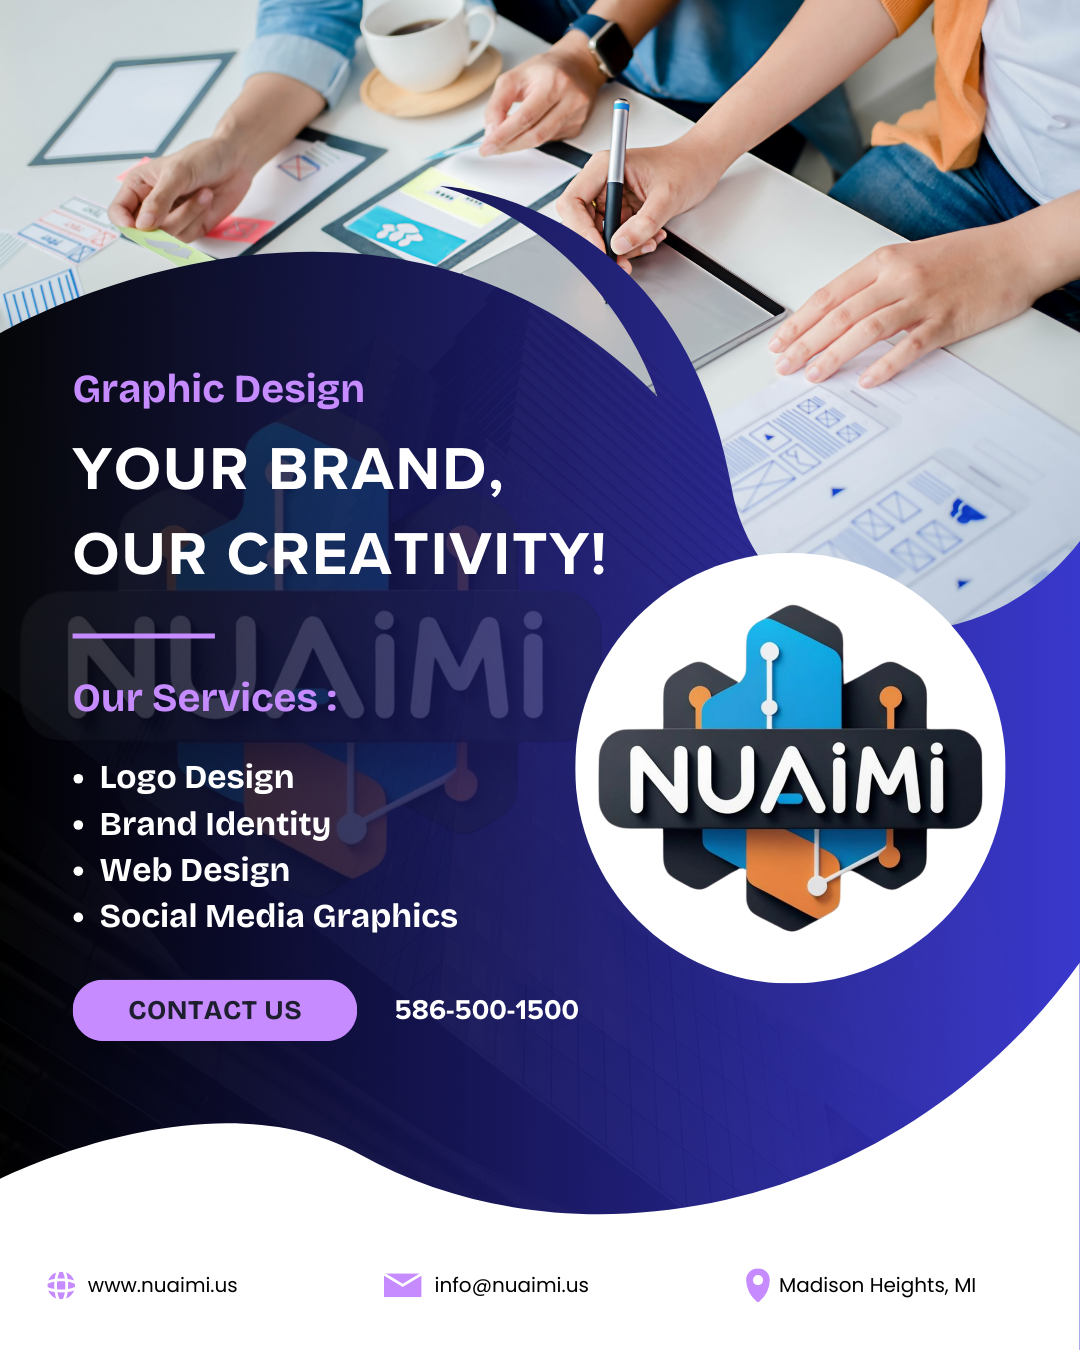 Graphic Design
YOUR BRAND,
OUR CREATIVITY!
NUAiMi
Our Services :
• Logo Design
• Brand Identity
• Web Design
• Social Media Graphics
NUAiMi
CONTACT US
586-500-1500
www.nuaimi.us
info@nuaimi.us
Madison Heights, MI